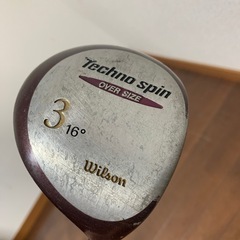 Techno spin
OVER SIZE
3 16°
Wilson